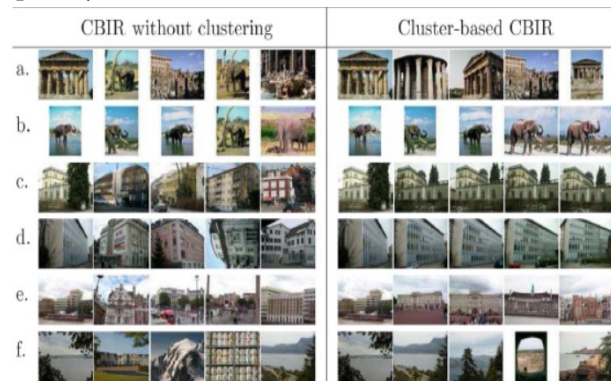 CBIR without clustering
Cluster-based CBIR
a.
b.
c.
d.
e.
f.